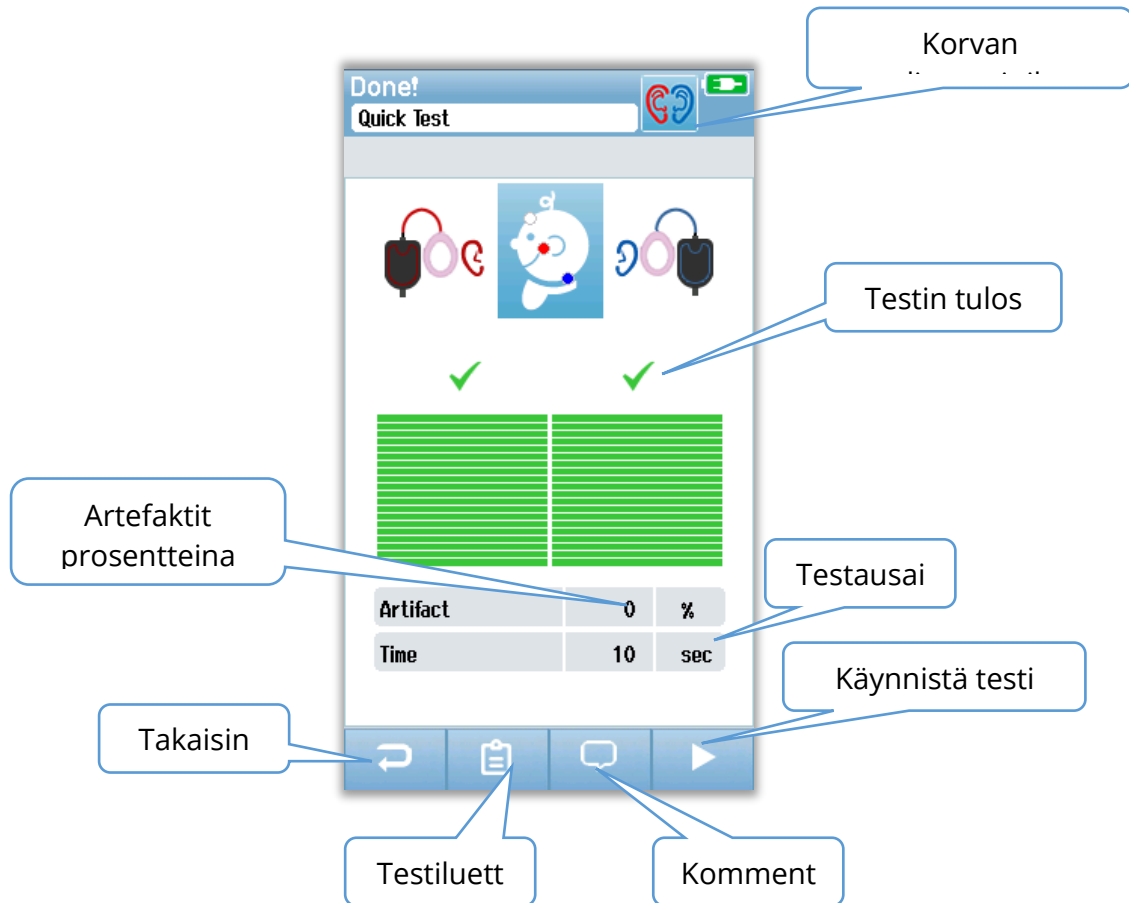 Korvan
Done!
Quick Test
Testin tulos
Artefaktit
prosentteina
Testausai
Artifact 0 %
Time 10 sec
Käynnistä testi
Takaisin
Testiluett
Komment